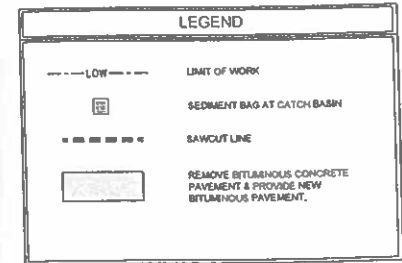 LEGEND
LOW
LIMIT OF WORK
SEDIMENT BAG AT CATCH BASIN
SAWCUT LINE
REMOVE BITUMINOUS CONCRETE
PAVEMENT & PROVIDE NEW
BITUMINOUS PAVEMENT.